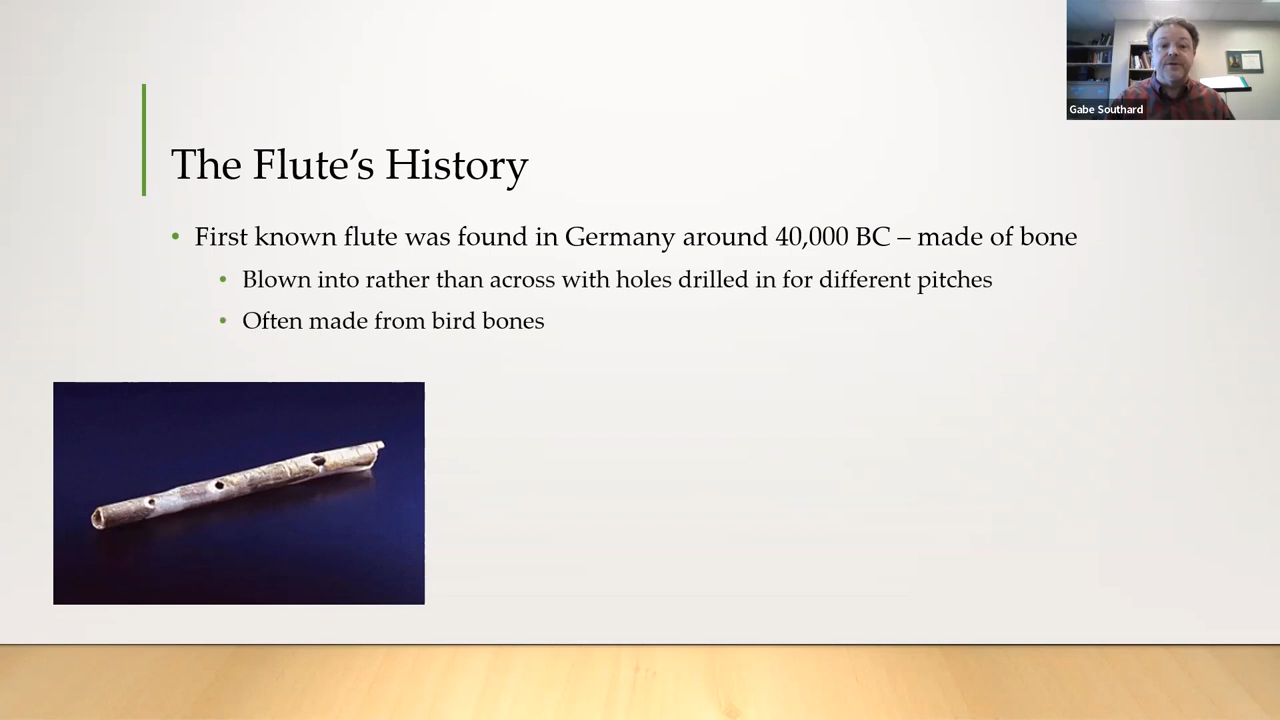 Gabe Southard
The Flute’s History
• First known flute was found in Germany around 40,000 BC – made of bone
• Blown into rather than across with holes drilled in for different pitches
• Often made from bird bones